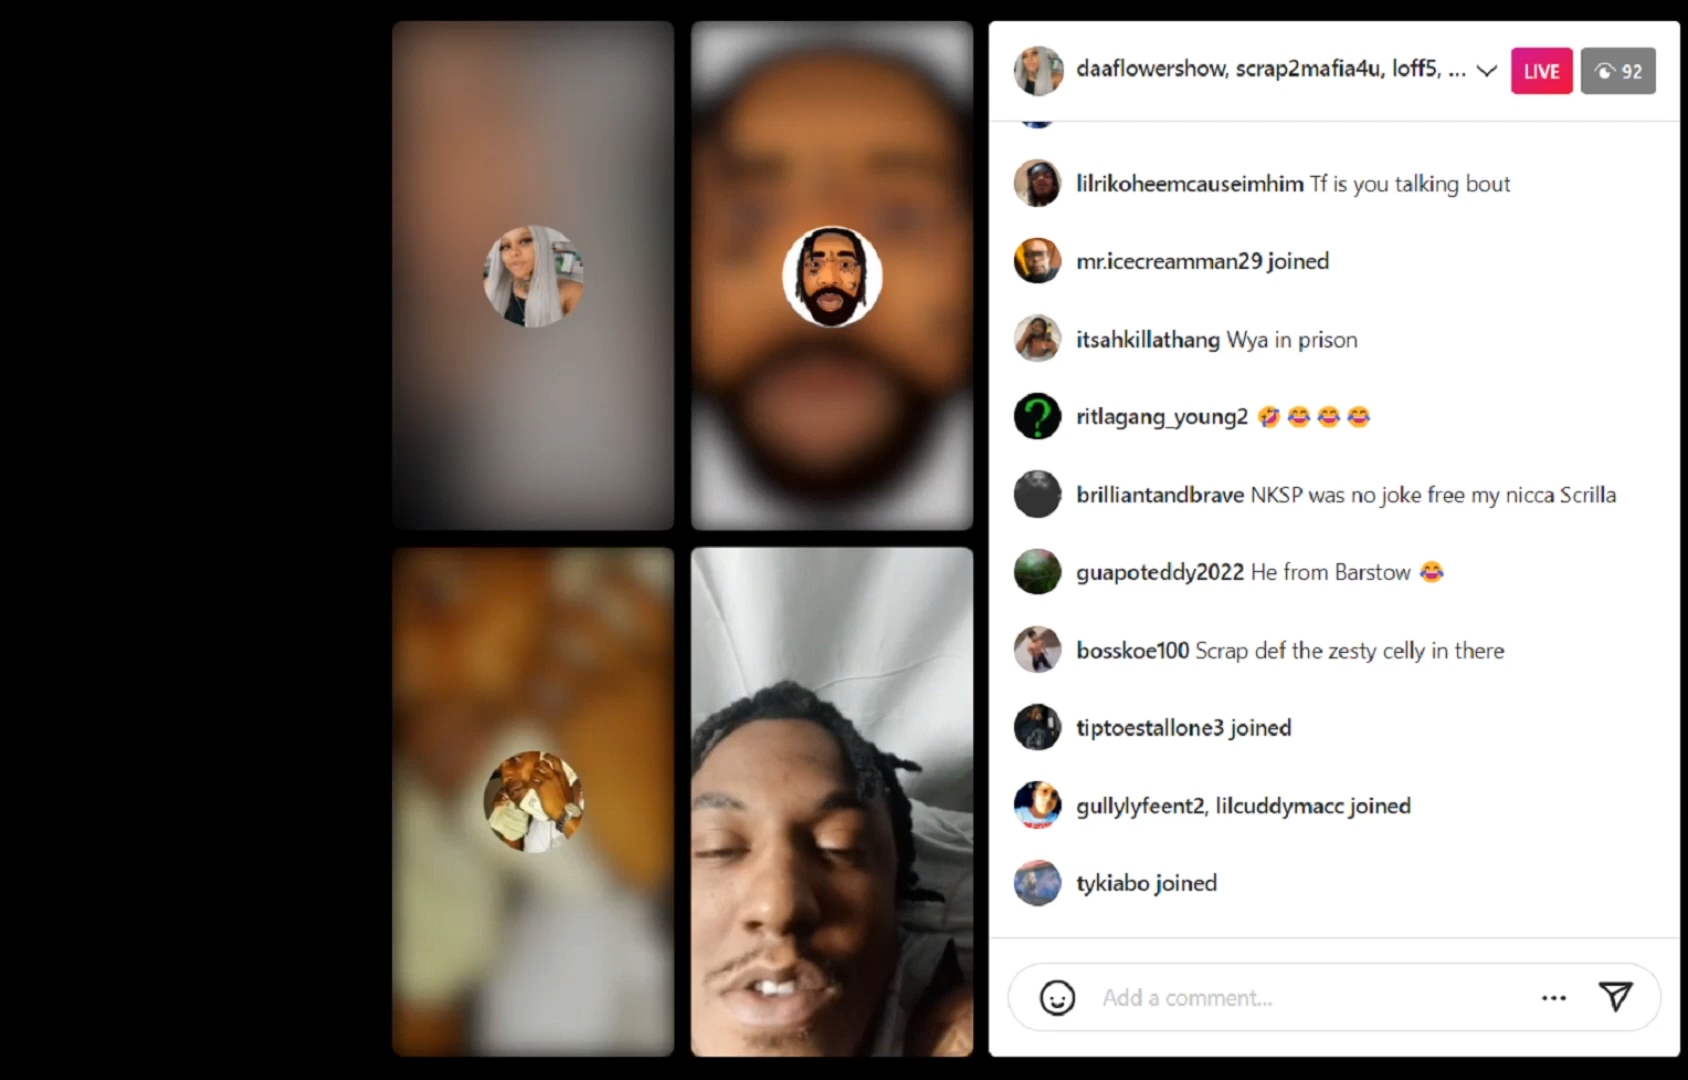 daaflowershow, scrap2mafia4u, loff5, ...
LIVE
92
lilrikoheemcauseimhim Tf is you talking bout
mr.icecreamman29 joined
itsahkillathang Wya in prison
ritlagang_young2 🤣😂😂😂
brilliantandbrave NKSP was no joke free my nicca Scrilla
guapoteddy2022 He from Barstow 😂
bosskoe100 Scrap def the zesty celly in there
tiptoestallone3 joined
gullylyfeent2, lilcuddymacc joined
tykiabo joined
Add a comment...